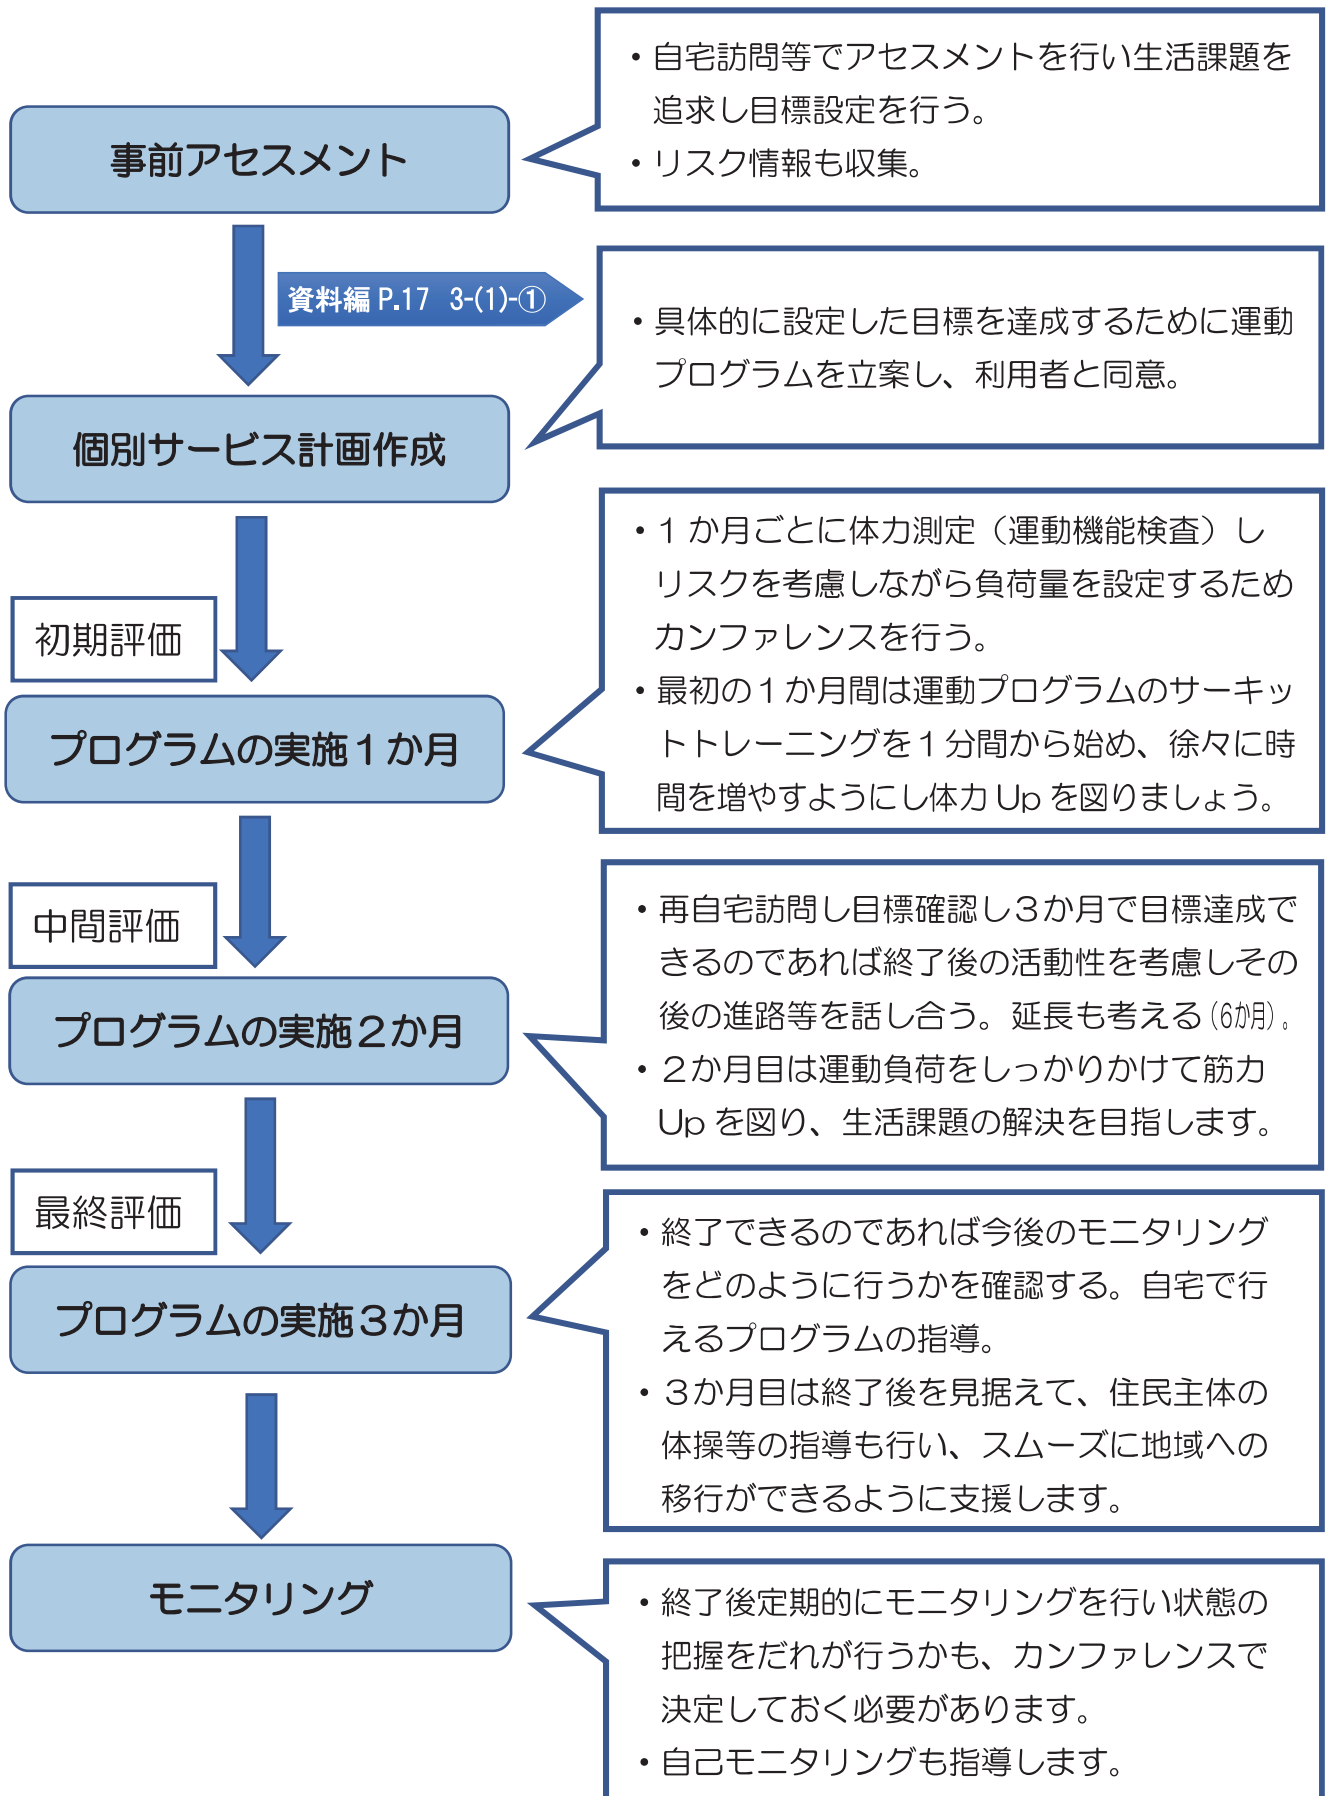 事前アセスメント
・自宅訪問等でアセスメントを行い生活課題を
追求し目標設定を行う。
・リスク情報も収集。
資料編 P.17 3-(1)-①
個別サービス計画作成
・具体的に設定した目標を達成するために運動
プログラムを立案し、利用者と同意。
初期評価
プログラムの実施１か月
・１か月ごとに体力測定（運動機能検査）し
リスクを考慮しながら負荷量を設定するため
カンファレンスを行う。
・最初の１か月間は運動プログラムのサーキッ
トトレーニングを１分間から始め、徐々に時
間を増やすようにし体力 Up を図りましょう。
中間評価
プログラムの実施２か月
・再自宅訪問し目標確認し３か月で目標達成で
きるのであれば終了後の活動性を考慮しその
後の進路等を話し合う。延長も考える（6か月）。
・２か月目は運動負荷をしっかりかけて筋力
Up を図り、生活課題の解決を目指します。
最終評価
プログラムの実施３か月
・終了できるのであれば今後のモニタリング
をどのように行うかを確認する。自宅で行
えるプログラムの指導。
・３か月目は終了後を見据えて、住民主体の
体操等の指導も行い、スムーズに地域への
移行ができるように支援します。
モニタリング
・終了後定期的にモニタリングを行い状態の
把握をだれが行うかも、カンファレンスで
決定しておく必要があります。
・自己モニタリングも指導します。